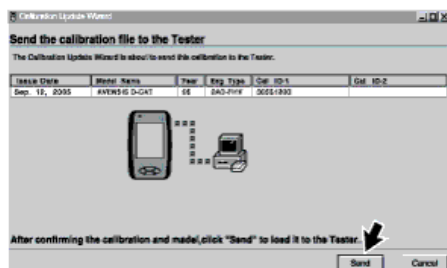 Calibration Update Wizard
Send the calibration file to the Tester
The Calibration Update Wizard is about to send this calibration to the Tester.
Issue Date Model Name Year Eng Type Cal ID-1 Cal ID-2
Sep. 12, 2005 AVENSIS D-CAT 05 2AD-FHV
After confirming the calibration and model,click "Send" to load it to the Tester.
Send Cancel